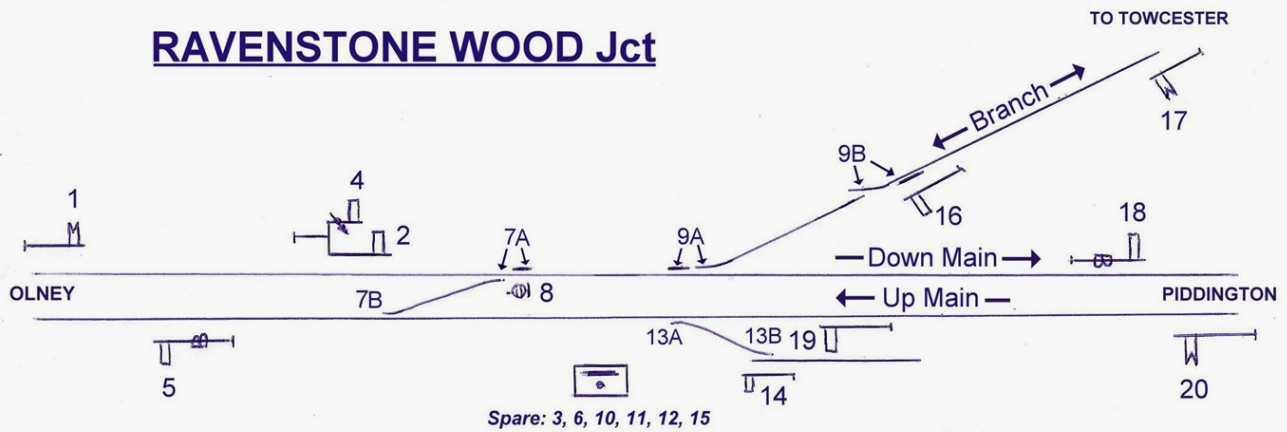 TO TOWCESTER
RAVENSTONE WOOD Jct
← Branch →
17
9B
1
4
2
16
18
7A
9A
— Down Main →
OLNEY
7B
8
← Up Main —
PIDDINGTON
5
13A
13B
19
14
20
Spare: 3, 6, 10, 11, 12, 15